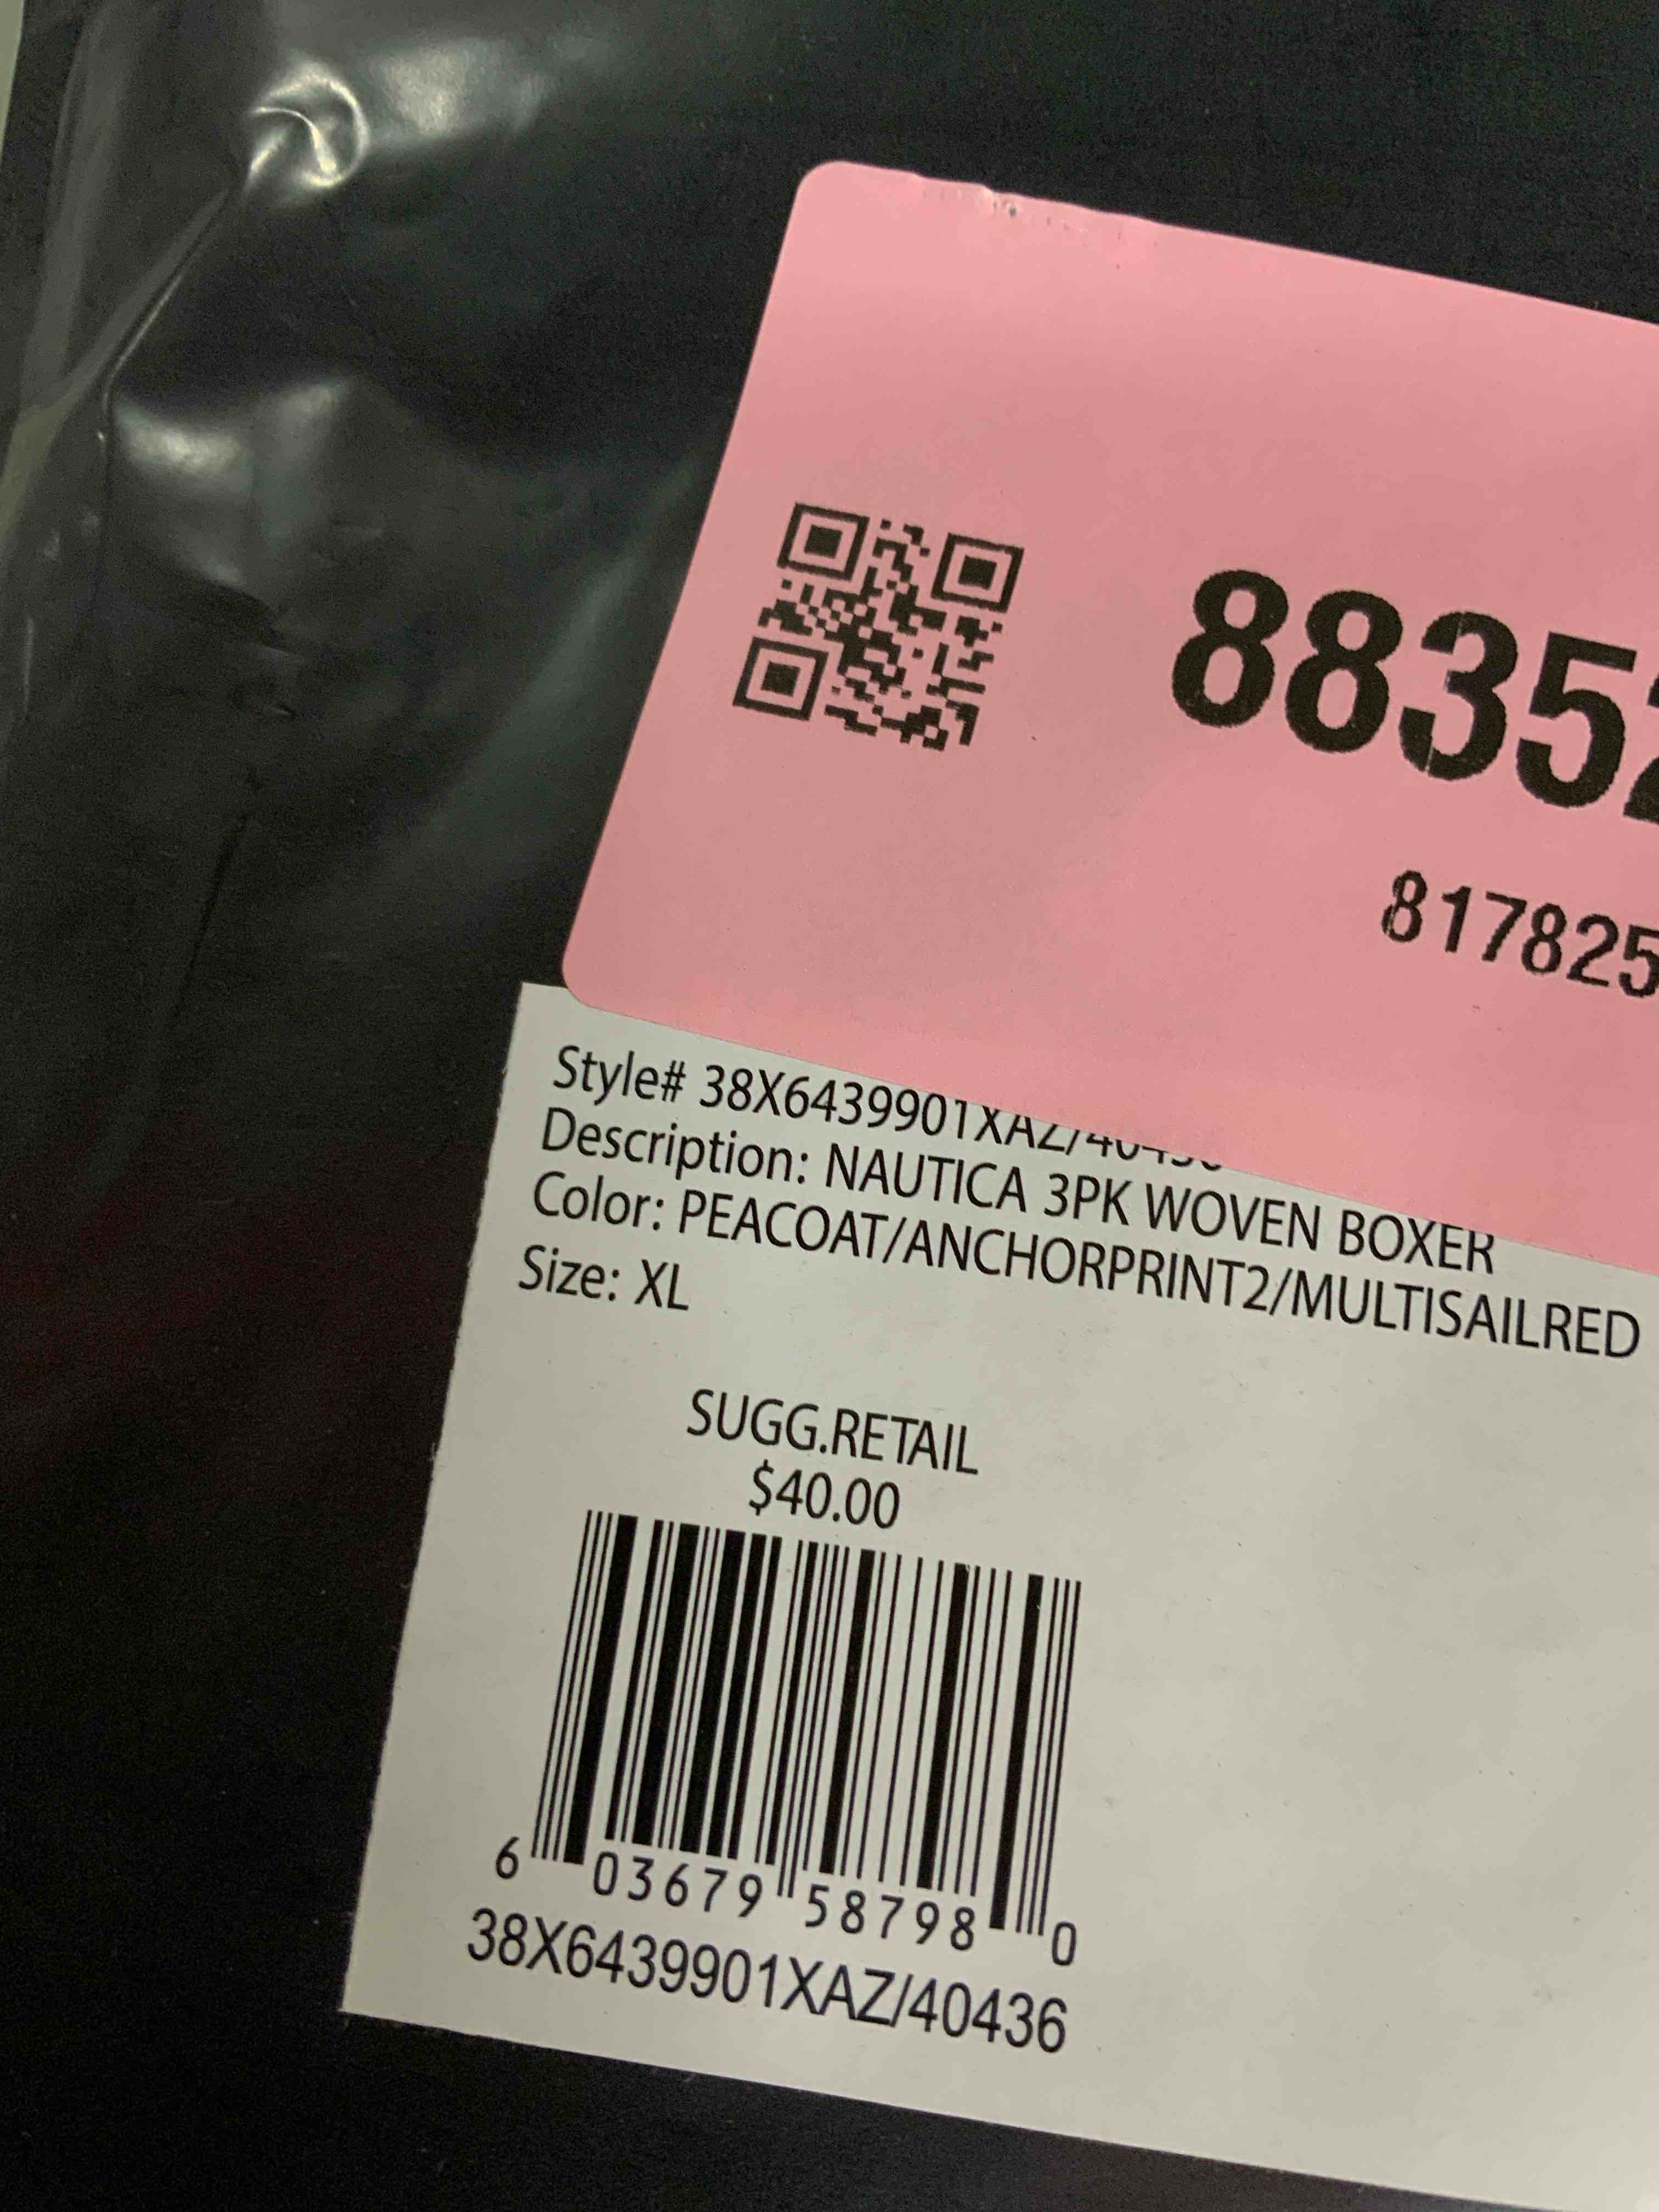 8835
817825
Style# 38X6439901XAZ/40436
Description: NAUTICA 3PK WOVEN BOXER
Color: PEACOAT/ANCHORPRINT2/MULTISAILRED
Size: XL
SUGG.RETAIL
$40.00
6 03679 58798 0
38X6439901XAZ/40436